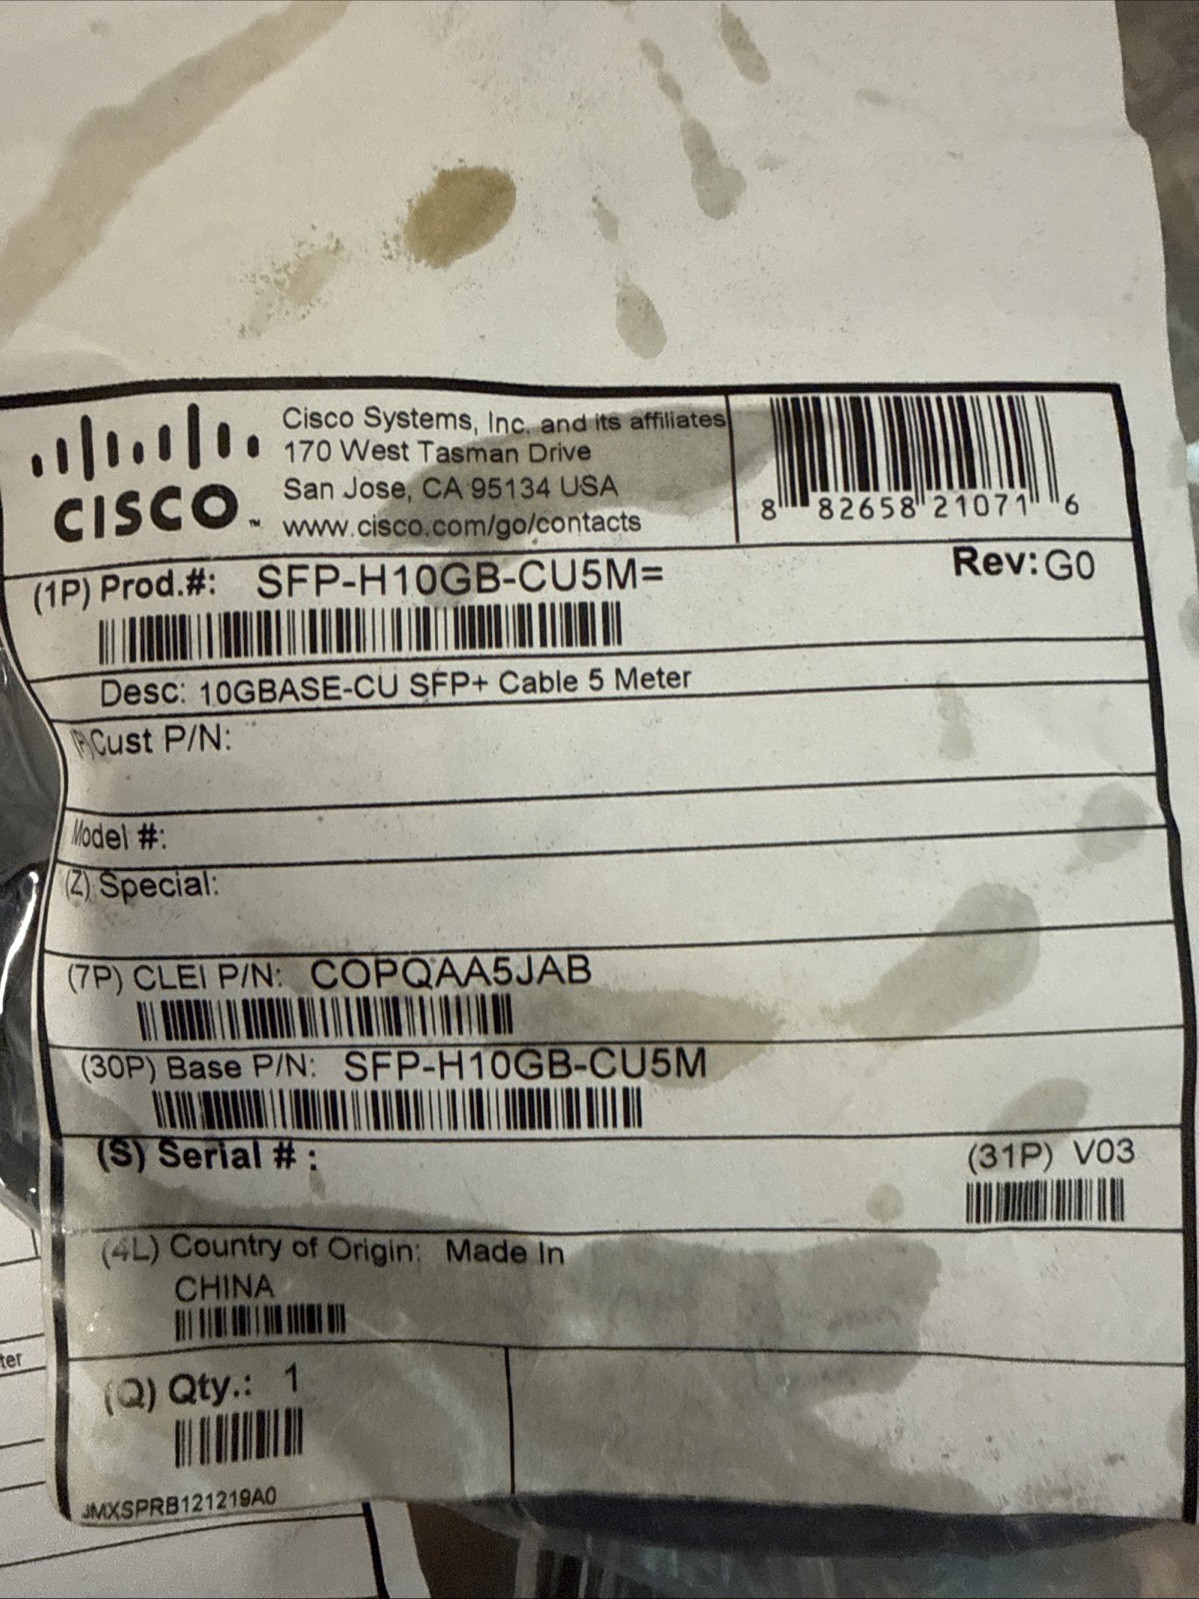 CISCO™
Cisco Systems, Inc. and its affiliates
170 West Tasman Drive
San Jose, CA 95134 USA
www.cisco.com/go/contacts
8 82658 21071 6
(1P) Prod.#: SFP-H10GB-CU5M=
Rev: G0
Desc: 10GBASE-CU SFP+ Cable 5 Meter
(P) Cust P/N:
Model #:
(Z) Special:
(7P) CLEI P/N: COPQAA5JAB
(30P) Base P/N: SFP-H10GB-CU5M
(S) Serial # :
(31P) V03
(4L) Country of Origin: Made In
CHINA
(Q) Qty.: 1
JMXSPRB121219A0
ter